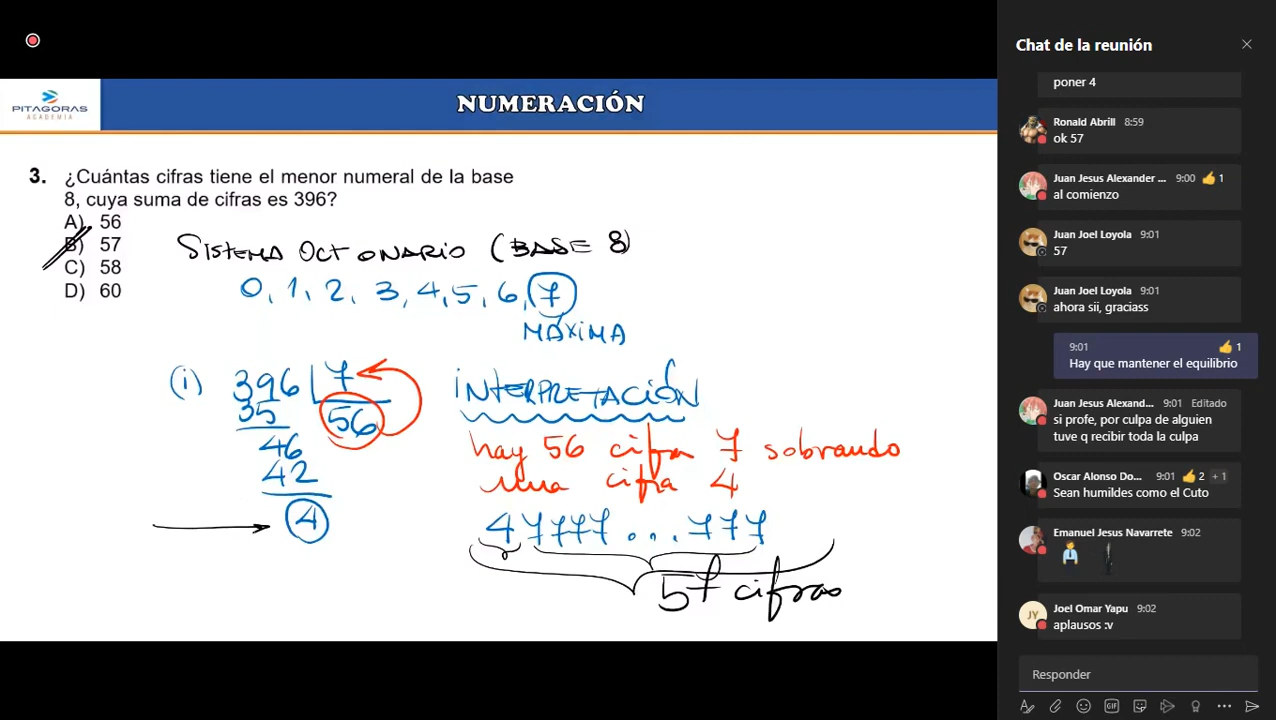 PITAGORAS
ACADEMIA
NUMERACIÓN
3. ¿Cuántas cifras tiene el menor numeral de la base
8, cuya suma de cifras es 396?
A) 56
B) 57
C) 58
D) 60
SISTEMA OCTONARIO (BASE 8)
0, 1, 2, 3, 4, 5, 6, 7
MÁXIMA
(i) 396 7
35 56
46
42
4
INTERPRETACIÓN
hay 56 cifra 7 sobrando
una cifra 4
47777...777
57 cifras
Chat de la reunión
poner 4
Ronald Abrill 8:59
ok 57
Juan Jesus Alexander ... 9:00 👍 1
al comienzo
Juan Joel Loyola 9:01
57
Juan Joel Loyola 9:01
ahora sii, graciass
9:01 👍 1
Hay que mantener el equilibrio
Juan Jesus Alexand... 9:01 Editado
si profe, por culpa de alguien
tuve q recibir toda la culpa
Oscar Alonso Do... 9:01 👍 2 + 1
Sean humildes como el Cuto
Emanuel Jesus Navarrete 9:02
JY Joel Omar Yapu 9:02
aplausos :v
Responder
GIF